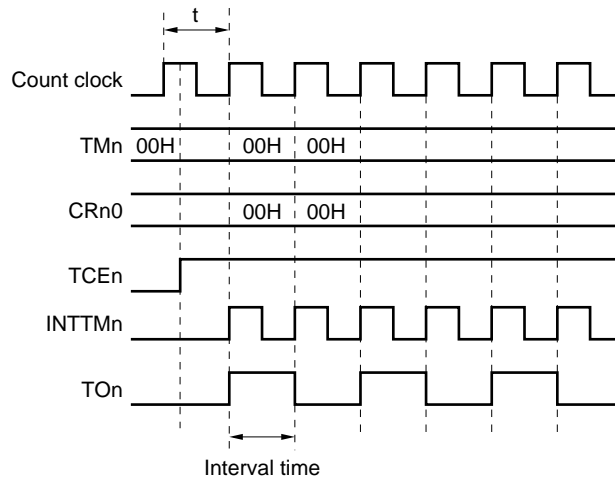 t
Count clock
TMn 00H 00H 00H
CRn0 00H 00H
TCEn
INTTMn
TOn
Interval time